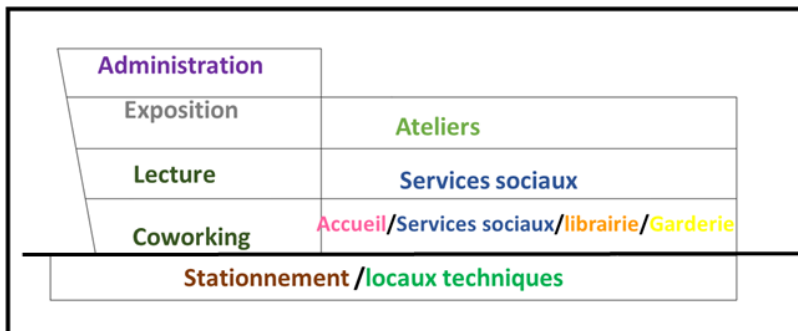 Administration
Exposition
Ateliers
Lecture
Services sociaux
Coworking
Accueil/Services sociaux/librairie/Garderie
Stationnement /locaux techniques